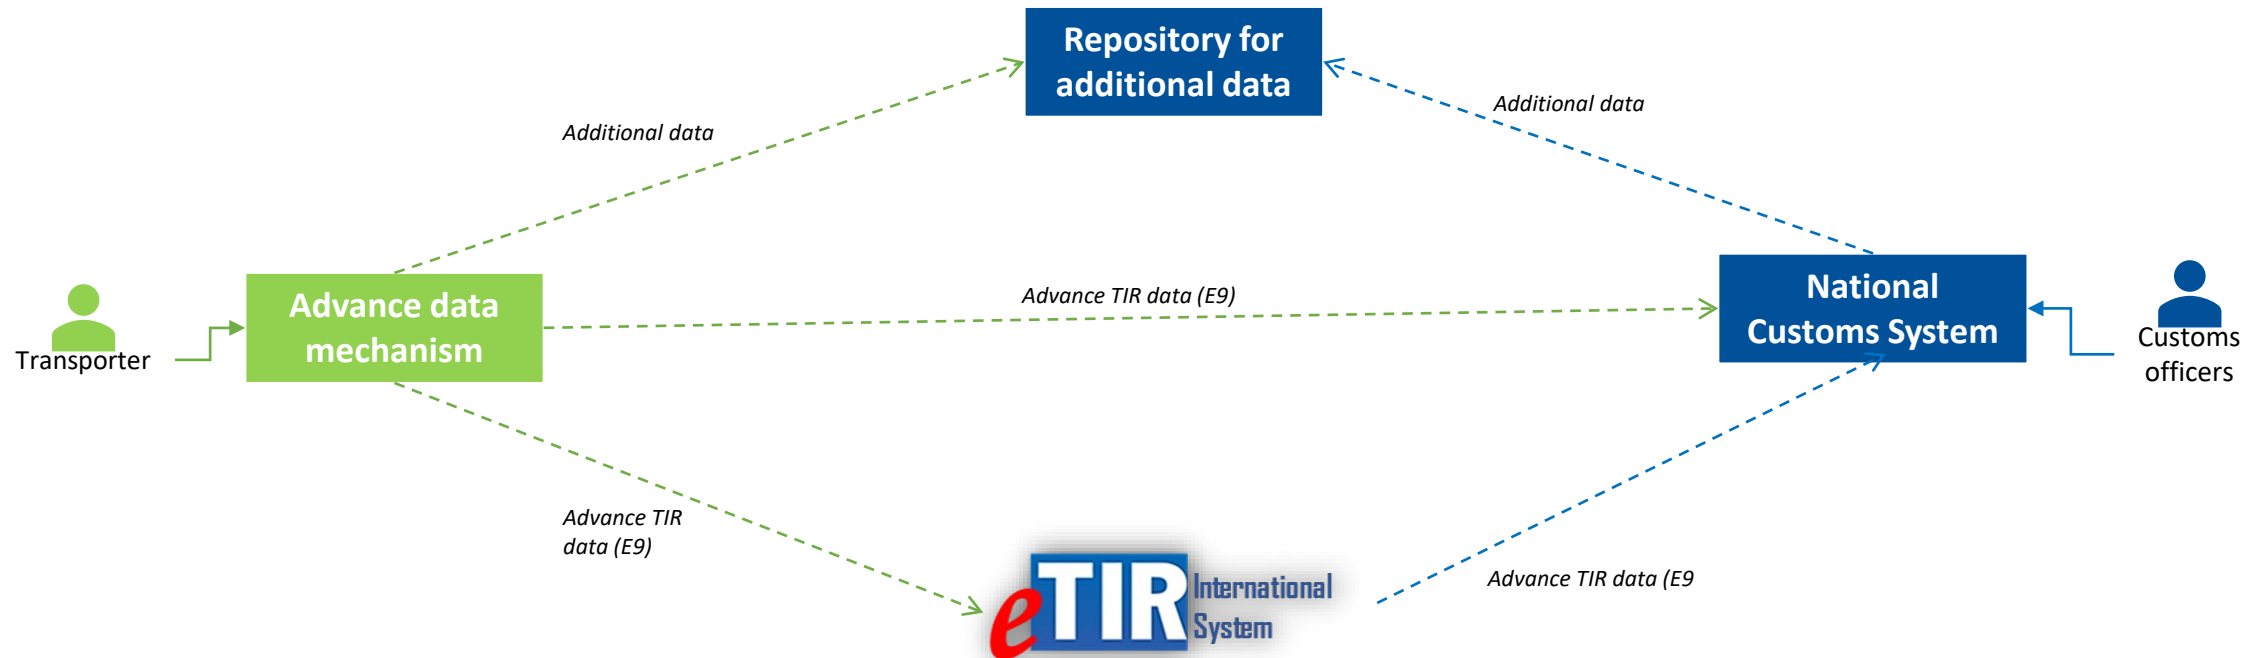 Repository for
additional data
Additional data
Additional data
Advance data
mechanism
Advance TIR data (E9)
National
Customs System
Transporter
Customs
officers
Advance TIR
data (E9)
eTIR International
System
Advance TIR data (E9